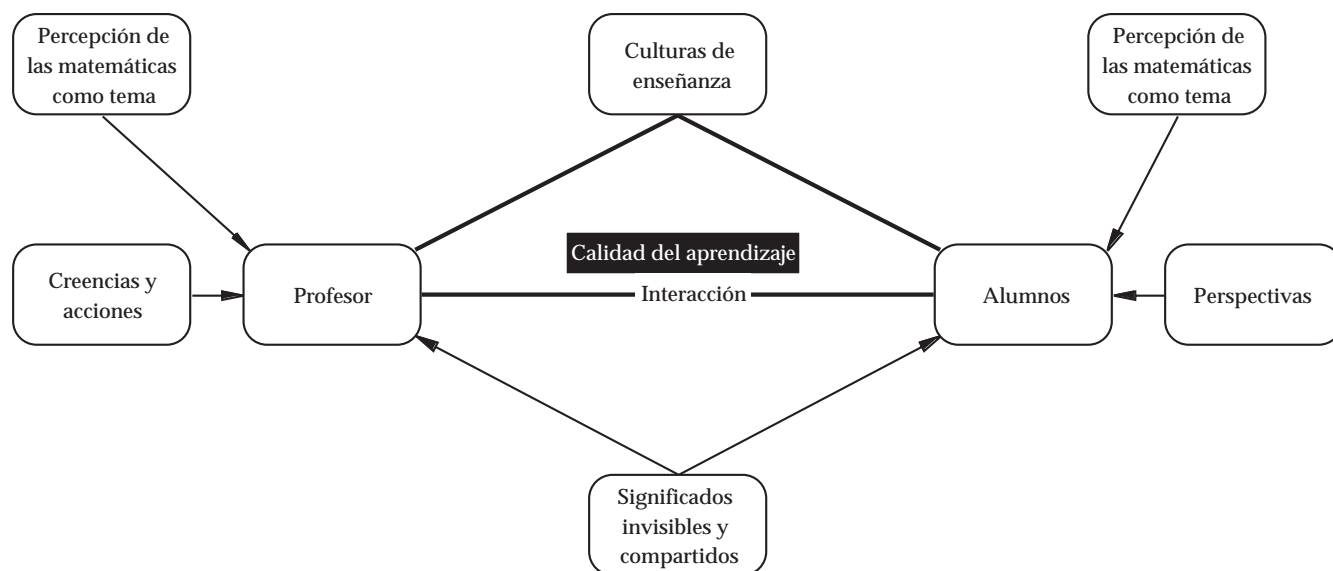 Percepción de
las matemáticas
como tema
Culturas de
enseñanza
Percepción de
las matemáticas
como tema
Calidad del aprendizaje
Creencias y
acciones
Profesor
Interacción
Alumnos
Perspectivas
Significados
invisibles y
compartidos